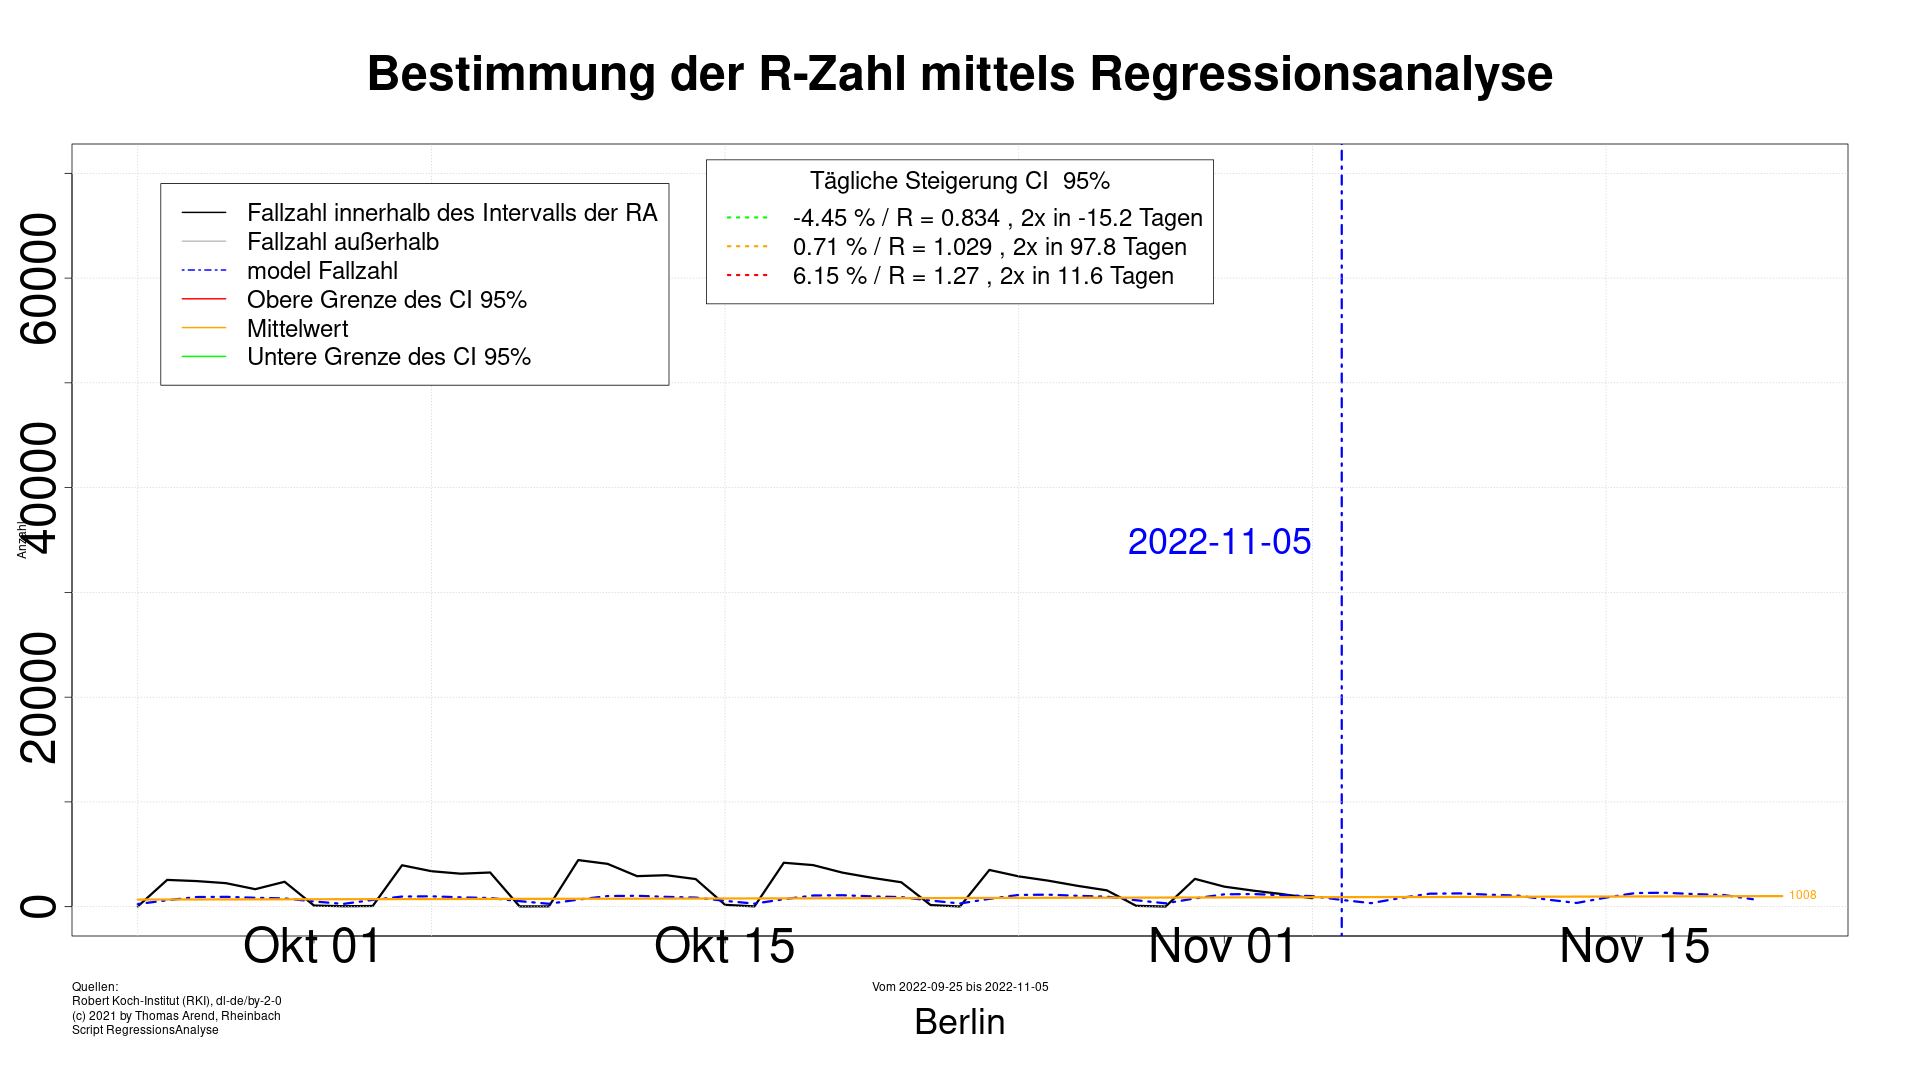 Bestimmung der R-Zahl mittels Regressionsanalyse
Fallzahl innerhalb des Intervalls der RA
Fallzahl außerhalb
model Fallzahl
Obere Grenze des CI 95%
Mittelwert
Untere Grenze des CI 95%
Tägliche Steigerung CI 95%
-4.45 % / R = 0.834 , 2x in -15.2 Tagen
0.71 % / R = 1.029 , 2x in 97.8 Tagen
6.15 % / R = 1.27 , 2x in 11.6 Tagen
60000
40000
20000
0
Anzahl
2022-11-05
1008
Okt 01
Okt 15
Nov 01
Nov 15
Quellen:
Robert Koch-Institut (RKI), dl-de/by-2-0
(c) 2021 by Thomas Arend, Rheinbach
Script RegressionsAnalyse
Vom 2022-09-25 bis 2022-11-05
Berlin